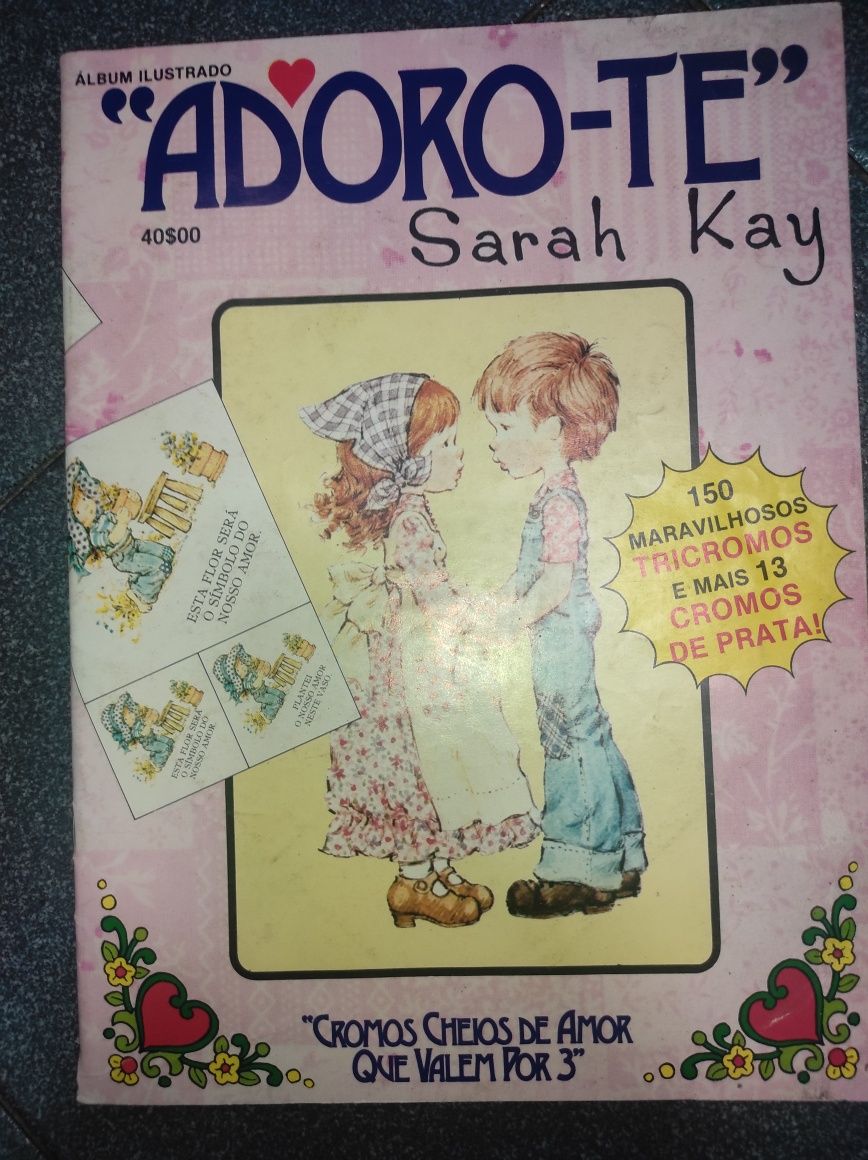 ÁLBUM ILUSTRADO
"ADORO-TE"
40$00
Sarah Kay
150
MARAVILHOSOS
TRICROMOS
E MAIS 13
CROMOS
DE PRATA!
ESTA FLOR SERÁ
O SÍMBOLO DO
NOSSO AMOR.
ESTA FLOR SERÁ
O SÍMBOLO DO
NOSSO AMOR.
PLANTEI
O NOSSO AMOR
NESTE VASO.
"CROMOS CHEIOS DE AMOR
QUE VALEM POR 3"